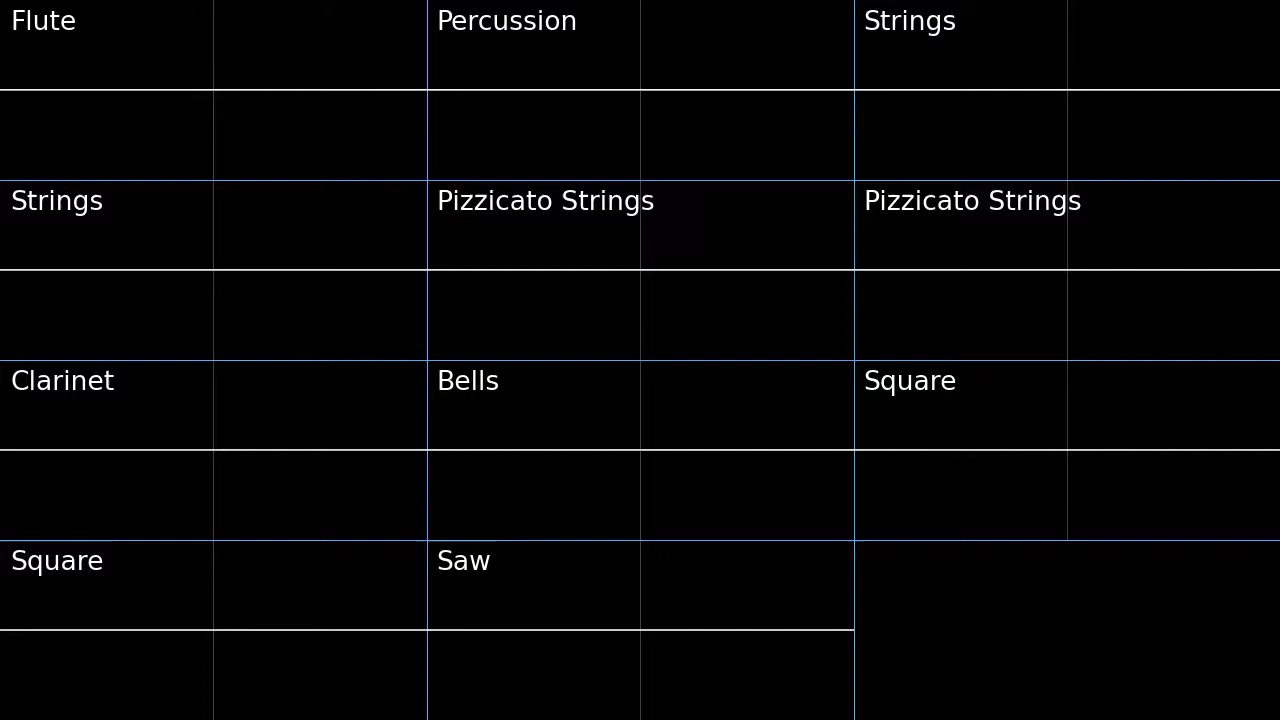 Flute
Percussion
Strings
Strings
Pizzicato Strings
Pizzicato Strings
Clarinet
Bells
Square
Square
Saw